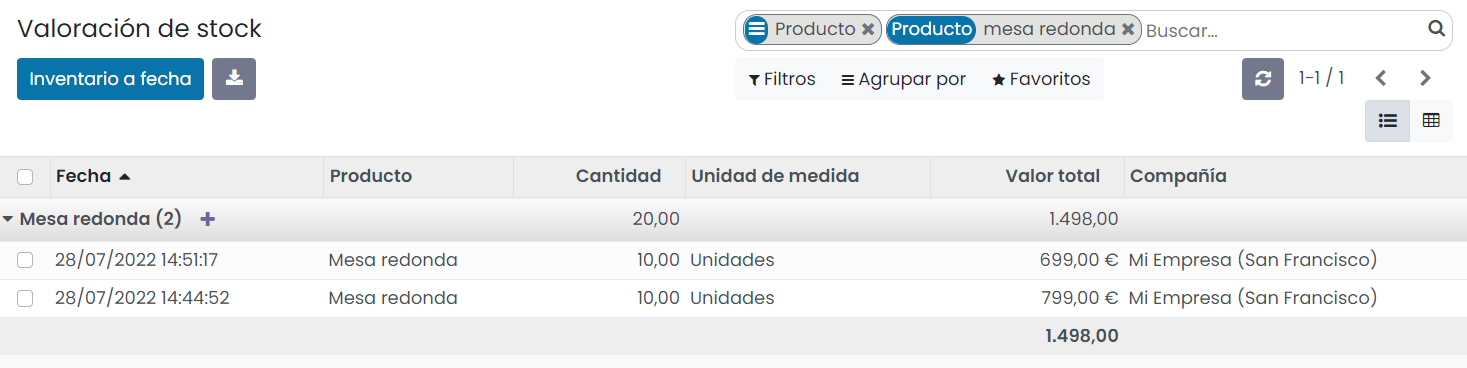 Valoración de stock
Producto Producto mesa redonda Buscar...
Inventario a fecha
Filtros Agrupar por Favoritos 1-1 / 1
Fecha Producto Cantidad Unidad de medida Valor total Compañía
Mesa redonda (2) 20,00 1.498,00
28/07/2022 14:51:17 Mesa redonda 10,00 Unidades 699,00 € Mi Empresa (San Francisco)
28/07/2022 14:44:52 Mesa redonda 10,00 Unidades 799,00 € Mi Empresa (San Francisco)
1.498,00